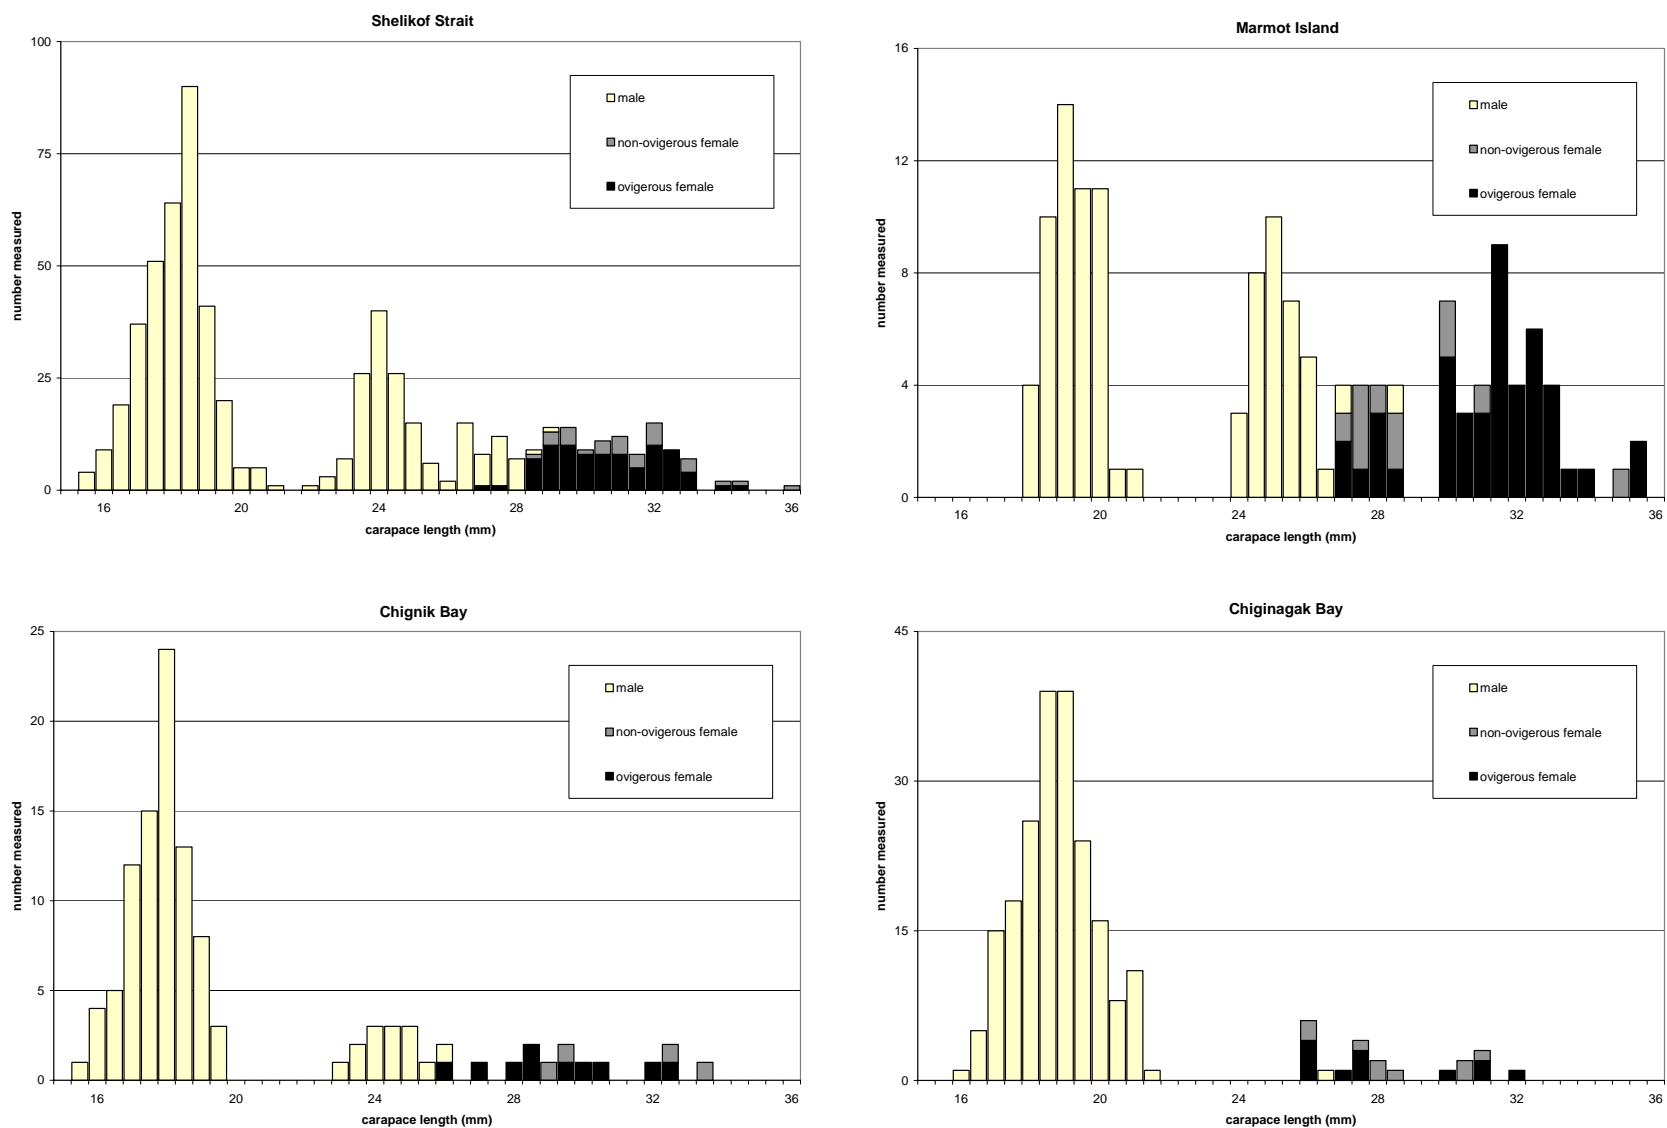 Shelikof Strait
100
75
50
25
0
number measured
male
non-ovigerous female
ovigerous female
16 20 24 28 32 36
carapace length (mm)
Marmot Island
16
12
8
4
0
number measured
male
non-ovigerous female
ovigerous female
16 20 24 28 32 36
carapace length (mm)
Chignik Bay
25
20
15
10
5
0
number measured
male
non-ovigerous female
ovigerous female
16 20 24 28 32 36
carapace length (mm)
Chiginagak Bay
45
30
15
0
number measured
male
non-ovigerous female
ovigerous female
16 20 24 28 32 36
carapace length (mm)